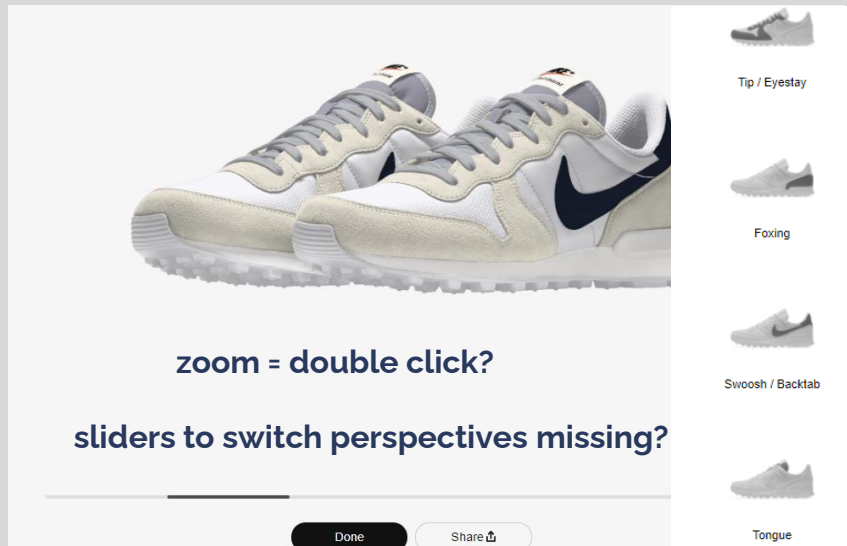 Tip / Eyestay
Foxing
zoom = double click?
Swoosh / Backtab
sliders to switch perspectives missing?
Done
Share
Tongue